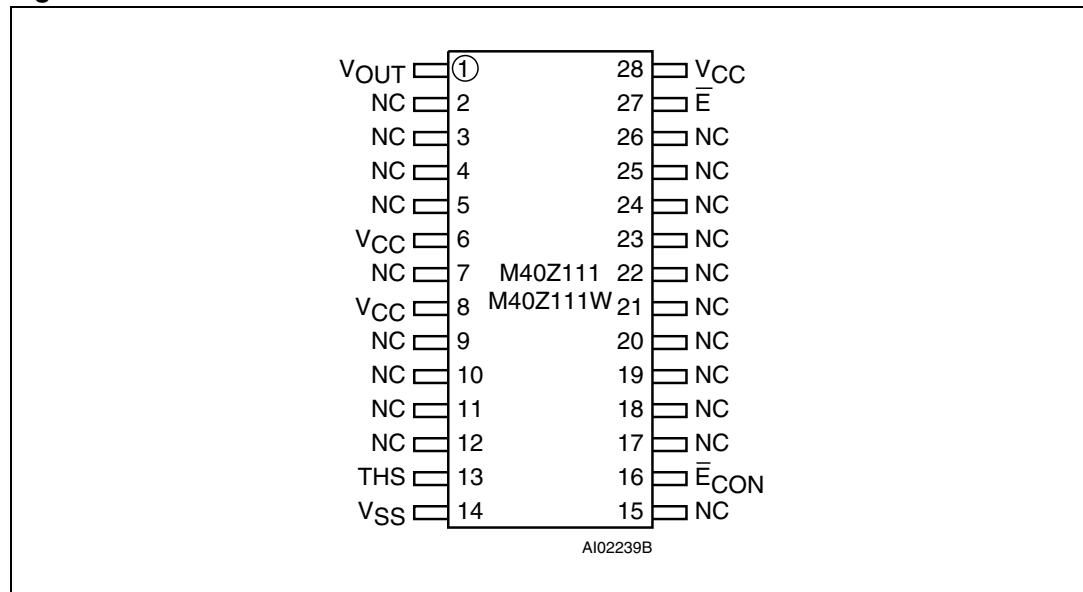 VOUT 1 28 VCC
NC 2 27 E̅
NC 3 26 NC
NC 4 25 NC
NC 5 24 NC
VCC 6 23 NC
NC 7 M40Z111 22 NC
VCC 8 M40Z111W 21 NC
NC 9 20 NC
NC 10 19 NC
NC 11 18 NC
NC 12 17 NC
THS 13 16 E̅CON
VSS 14 15 NC
AI02239B